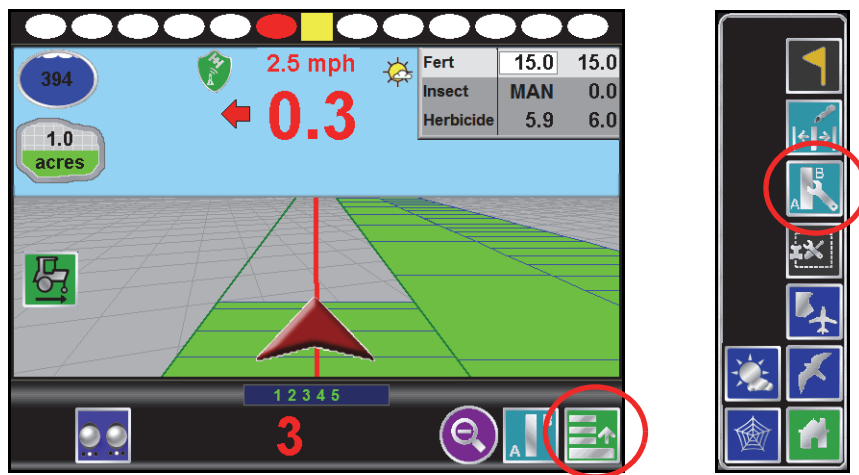 394
2.5 mph
0.3
Fert 15.0 15.0
Insect MAN 0.0
Herbicide 5.9 6.0
1.0
acres
1 2 3 4 5
3
A B
A B